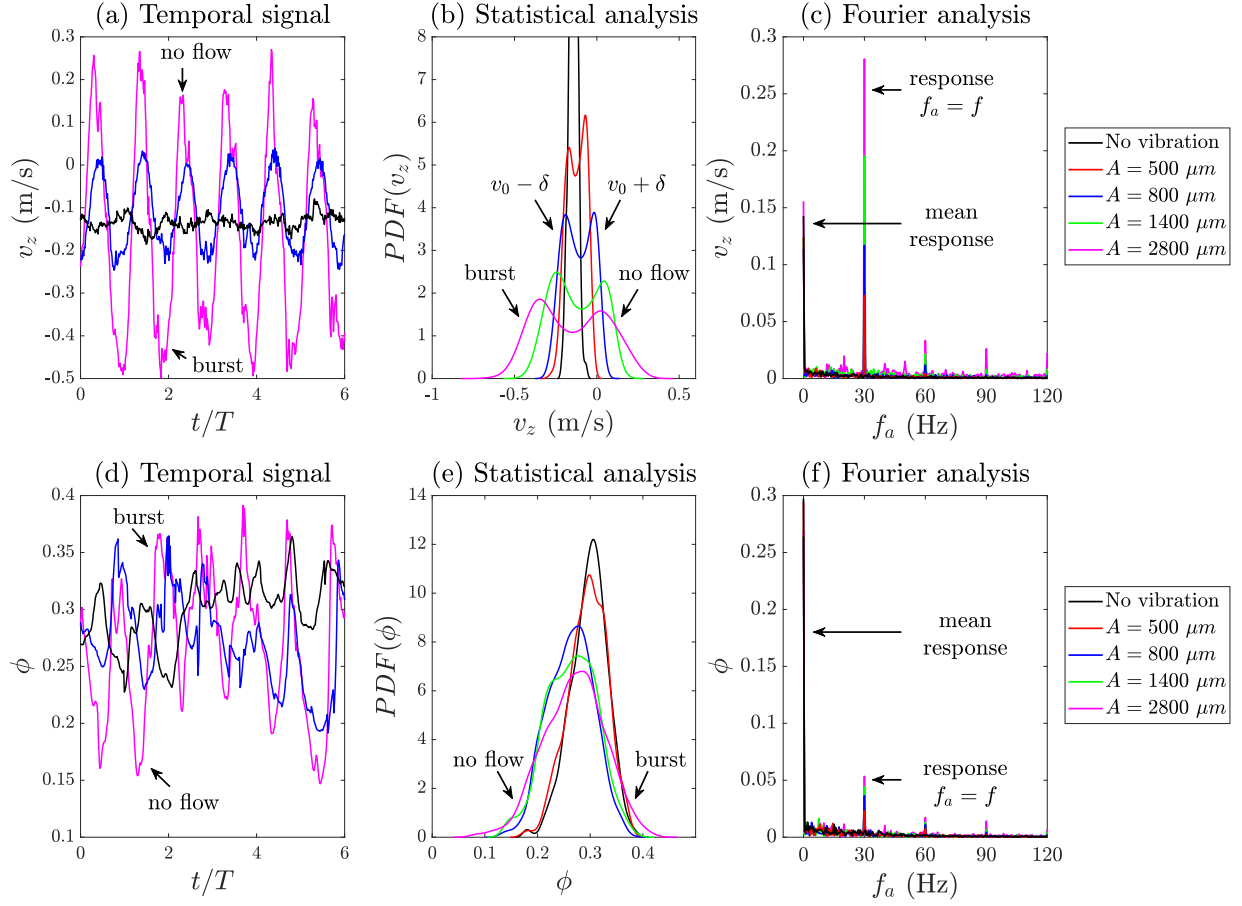 (a) Temporal signal
0.3
0.2
0.1
0
-0.1
-0.2
-0.3
-0.4
-0.5
0
2
4
6
v_z (m/s)
t/T
no flow
burst
(b) Statistical analysis
8
7
6
5
4
3
2
1
0
-1
-0.5
0
0.5
PDF(v_z)
v_z (m/s)
v_0 − δ
v_0 + δ
burst
no flow
(c) Fourier analysis
0.3
0.25
0.2
0.15
0.1
0.05
0
0
30
60
90
120
v_z (m/s)
f_a (Hz)
response
f_a = f
mean
response
No vibration
A = 500 μm
A = 800 μm
A = 1400 μm
A = 2800 μm
(d) Temporal signal
0.4
0.35
0.3
0.25
0.2
0.15
0.1
0
2
4
6
ϕ
t/T
burst
no flow
(e) Statistical analysis
14
12
10
8
6
4
2
0
0
0.1
0.2
0.3
0.4
PDF(ϕ)
ϕ
no flow
burst
(f) Fourier analysis
0.3
0.25
0.2
0.15
0.1
0.05
0
0
30
60
90
120
ϕ
f_a (Hz)
mean
response
response
f_a = f
No vibration
A = 500 μm
A = 800 μm
A = 1400 μm
A = 2800 μm